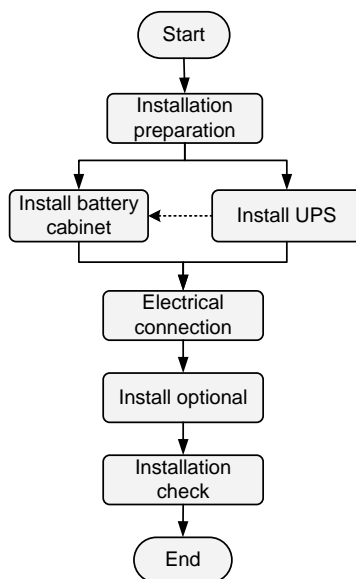 Start
Installation
preparation
Install battery
cabinet
Install UPS
Electrical
connection
Install optional
Installation
check
End